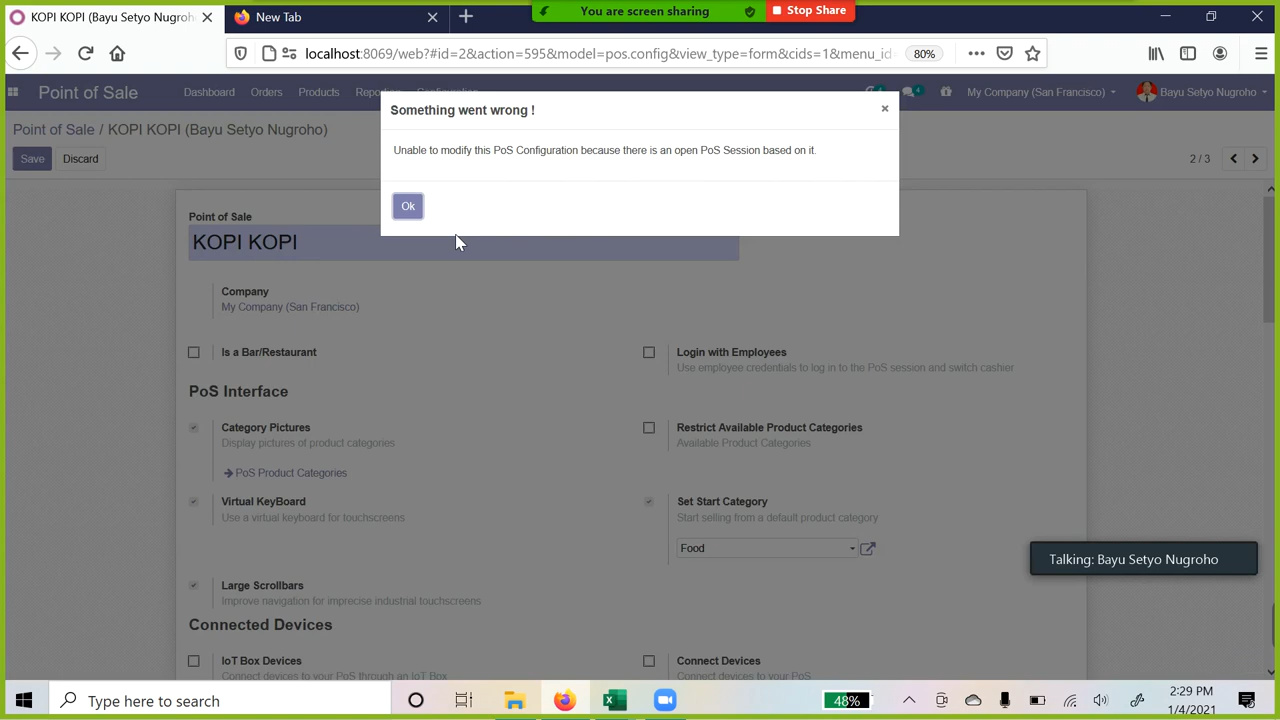 KOPI KOPI (Bayu Setyo Nugroh
New Tab
You are screen sharing
Stop Share
localhost:8069/web?#id=2&action=595&model=pos.config&view_type=form&cids=1&menu_id=
80%
Point of Sale
Dashboard
Orders
Products
Reporting
Configuration
My Company (San Francisco)
Bayu Setyo Nugroho
Point of Sale / KOPI KOPI (Bayu Setyo Nugroho)
Save
Discard
2 / 3
Something went wrong !
×
Unable to modify this PoS Configuration because there is an open PoS Session based on it.
Ok
Point of Sale
KOPI KOPI
Company
My Company (San Francisco)
Is a Bar/Restaurant
Login with Employees
Use employee credentials to log in to the PoS session and switch cashier
PoS Interface
Category Pictures
Display pictures of product categories
PoS Product Categories
Restrict Available Product Categories
Available Product Categories
Virtual KeyBoard
Use a virtual keyboard for touchscreens
Set Start Category
Start selling from a default product category
Food
Talking: Bayu Setyo Nugroho
Large Scrollbars
Improve navigation for imprecise industrial touchscreens
Connected Devices
IoT Box Devices
Connect devices to your PoS through an IoT Box
Connect Devices
Connect devices to your PoS
Type here to search
48%
2:29 PM
1/4/2021